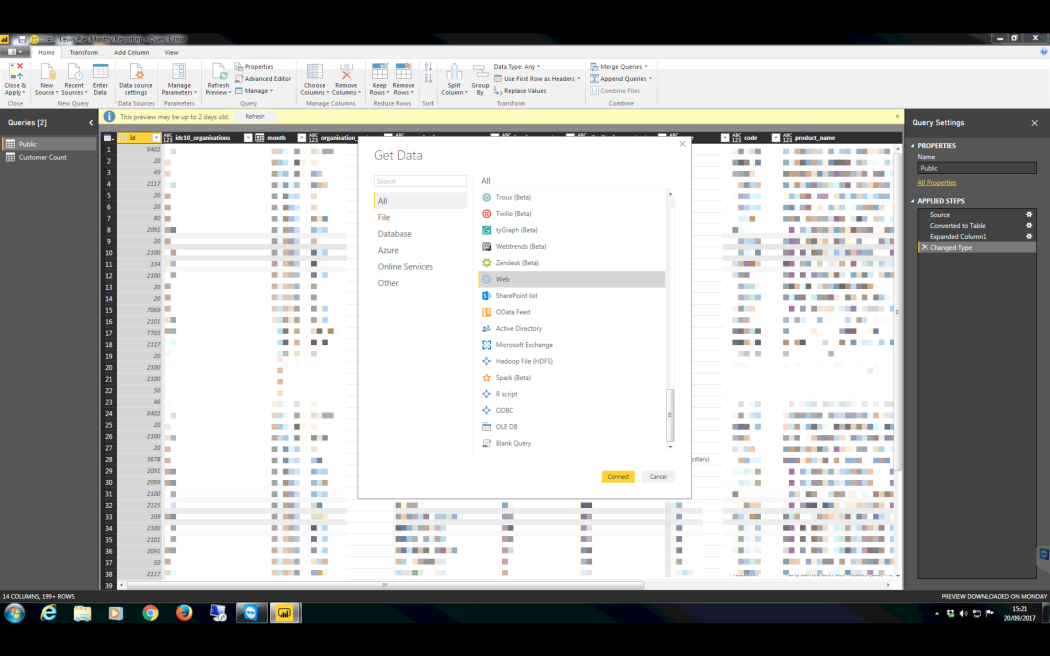 Lewis Pies Monthly Reporting - Query Editor
Home Transform Add Column View
Close & Apply
Close
New Source
Recent Sources
Enter Data
New Query
Data source settings
Data Sources
Manage Parameters
Parameters
Refresh Preview
Properties
Advanced Editor
Manage
Query
Choose Columns
Remove Columns
Manage Columns
Keep Rows
Remove Rows
Reduce Rows
Sort
Split Column
Group By
Data Type: Any
Use First Row as Headers
Replace Values
Transform
Merge Queries
Append Queries
Combine Files
Combine
Queries [2]
Public
Customer Count
This preview may be up to 2 days old. Refresh
id ABC 123 idc10_organisations month ABC 123 ABC 123 code ABC 123 product_name
1 6402
2 20
3 49
4 2117
5 20
6 20
7 80
8 2091
9 20
10 2100
11 154
12 2100
13 20
14 20
15 7069
16 2101
17 7703
18 2117
19 20
20 2100
21 2100
22 50
23 46
24 6402
25 20
26 2100
27 20
28 3678
29 2091
30 2099
31 2100
32 2125
33 109
34 2100
35 2101
36 2091
37 50
38 2117
39
Get Data
Search
All
File
Database
Azure
Online Services
Other
All
Troux (Beta)
Twilio (Beta)
tyGraph (Beta)
Webtrends (Beta)
Zendesk (Beta)
Web
SharePoint list
OData Feed
Active Directory
Microsoft Exchange
Hadoop File (HDFS)
Spark (Beta)
R script
ODBC
OLE DB
Blank Query
Connect Cancel
Query Settings
PROPERTIES
Name
Public
All Properties
APPLIED STEPS
Source
Converted to Table
Expanded Column1
Changed Type
14 COLUMNS, 199+ ROWS
PREVIEW DOWNLOADED ON MONDAY
15:21
20/09/2017